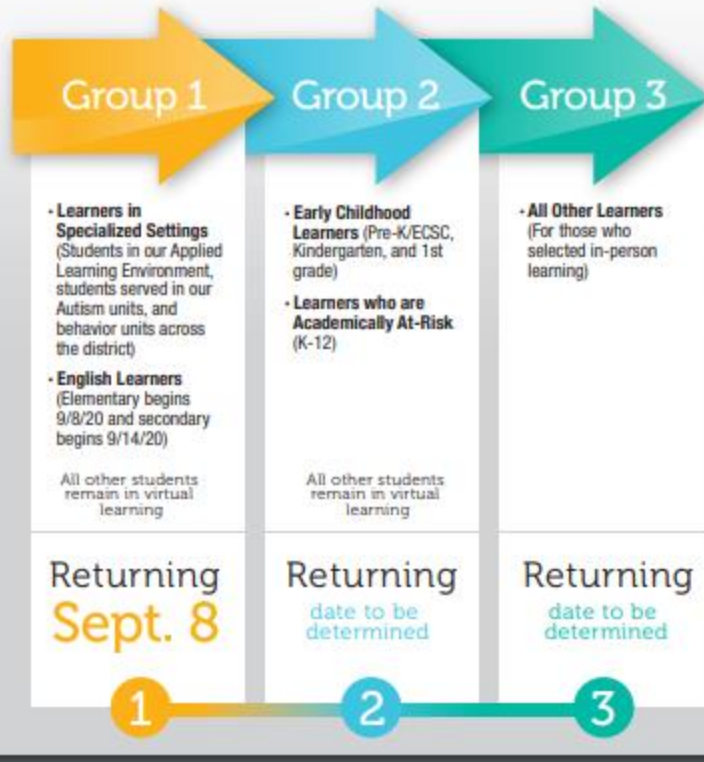 Group 1
Group 2
Group 3
• Learners in
Specialized Settings
(Students in our Applied
Learning Environment,
students served in our
Autism units, and
behavior units across
the district)
• English Learners
(Elementary begins
9/8/20 and secondary
begins 9/14/20)
All other students
remain in virtual
learning
Returning
Sept. 8
1
• Early Childhood
Learners (Pre-K/ECSC,
Kindergarten, and 1st
grade)
• Learners who are
Academically At-Risk
(K-12)
All other students
remain in virtual
learning
Returning
date to be
determined
2
• All Other Learners
(For those who
selected in-person
learning)
Returning
date to be
determined
3